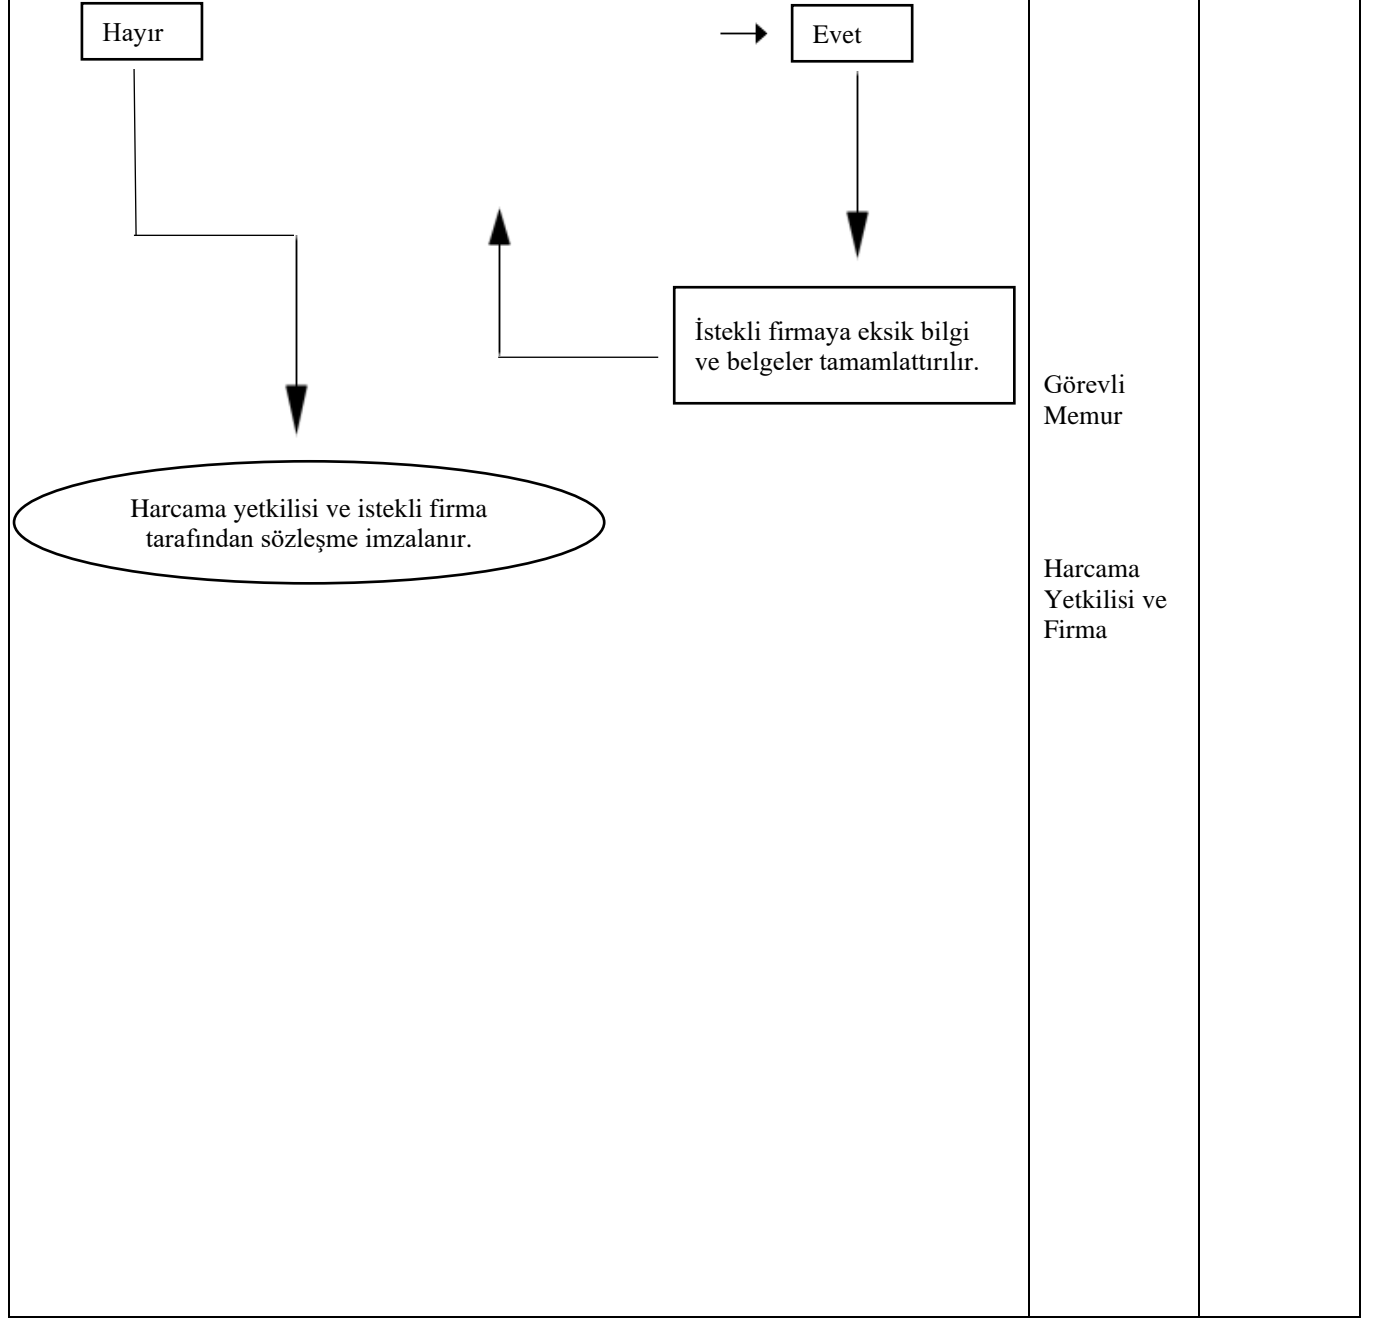 Hayır
Evet
İstekli firmaya eksik bilgi
ve belgeler tamamlattırılır.
Görevli
Memur
Harcama yetkilisi ve istekli firma
tarafından sözleşme imzalanır.
Harcama
Yetkilisi ve
Firma